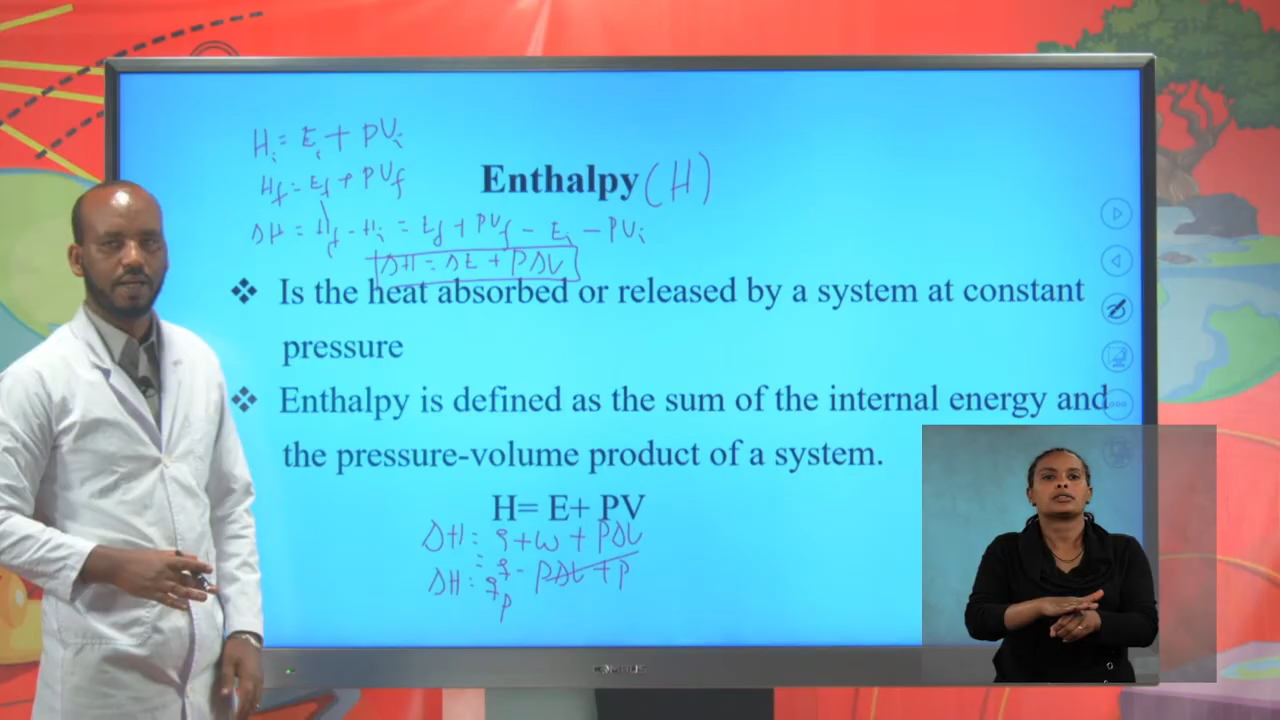 Hᵢ = Eᵢ + PVᵢ
H_f = E_f + PV_f
Enthalpy (H)
ΔH = H_f - Hᵢ = E_f + PV_f - Eᵢ - PVᵢ
ΔH = ΔE + PΔV
❖ Is the heat absorbed or released by a system at constant
pressure
❖ Enthalpy is defined as the sum of the internal energy and
the pressure-volume product of a system.
H= E+ PV
ΔH = q + w + PΔV
= q - PΔV + P
ΔH = q_p